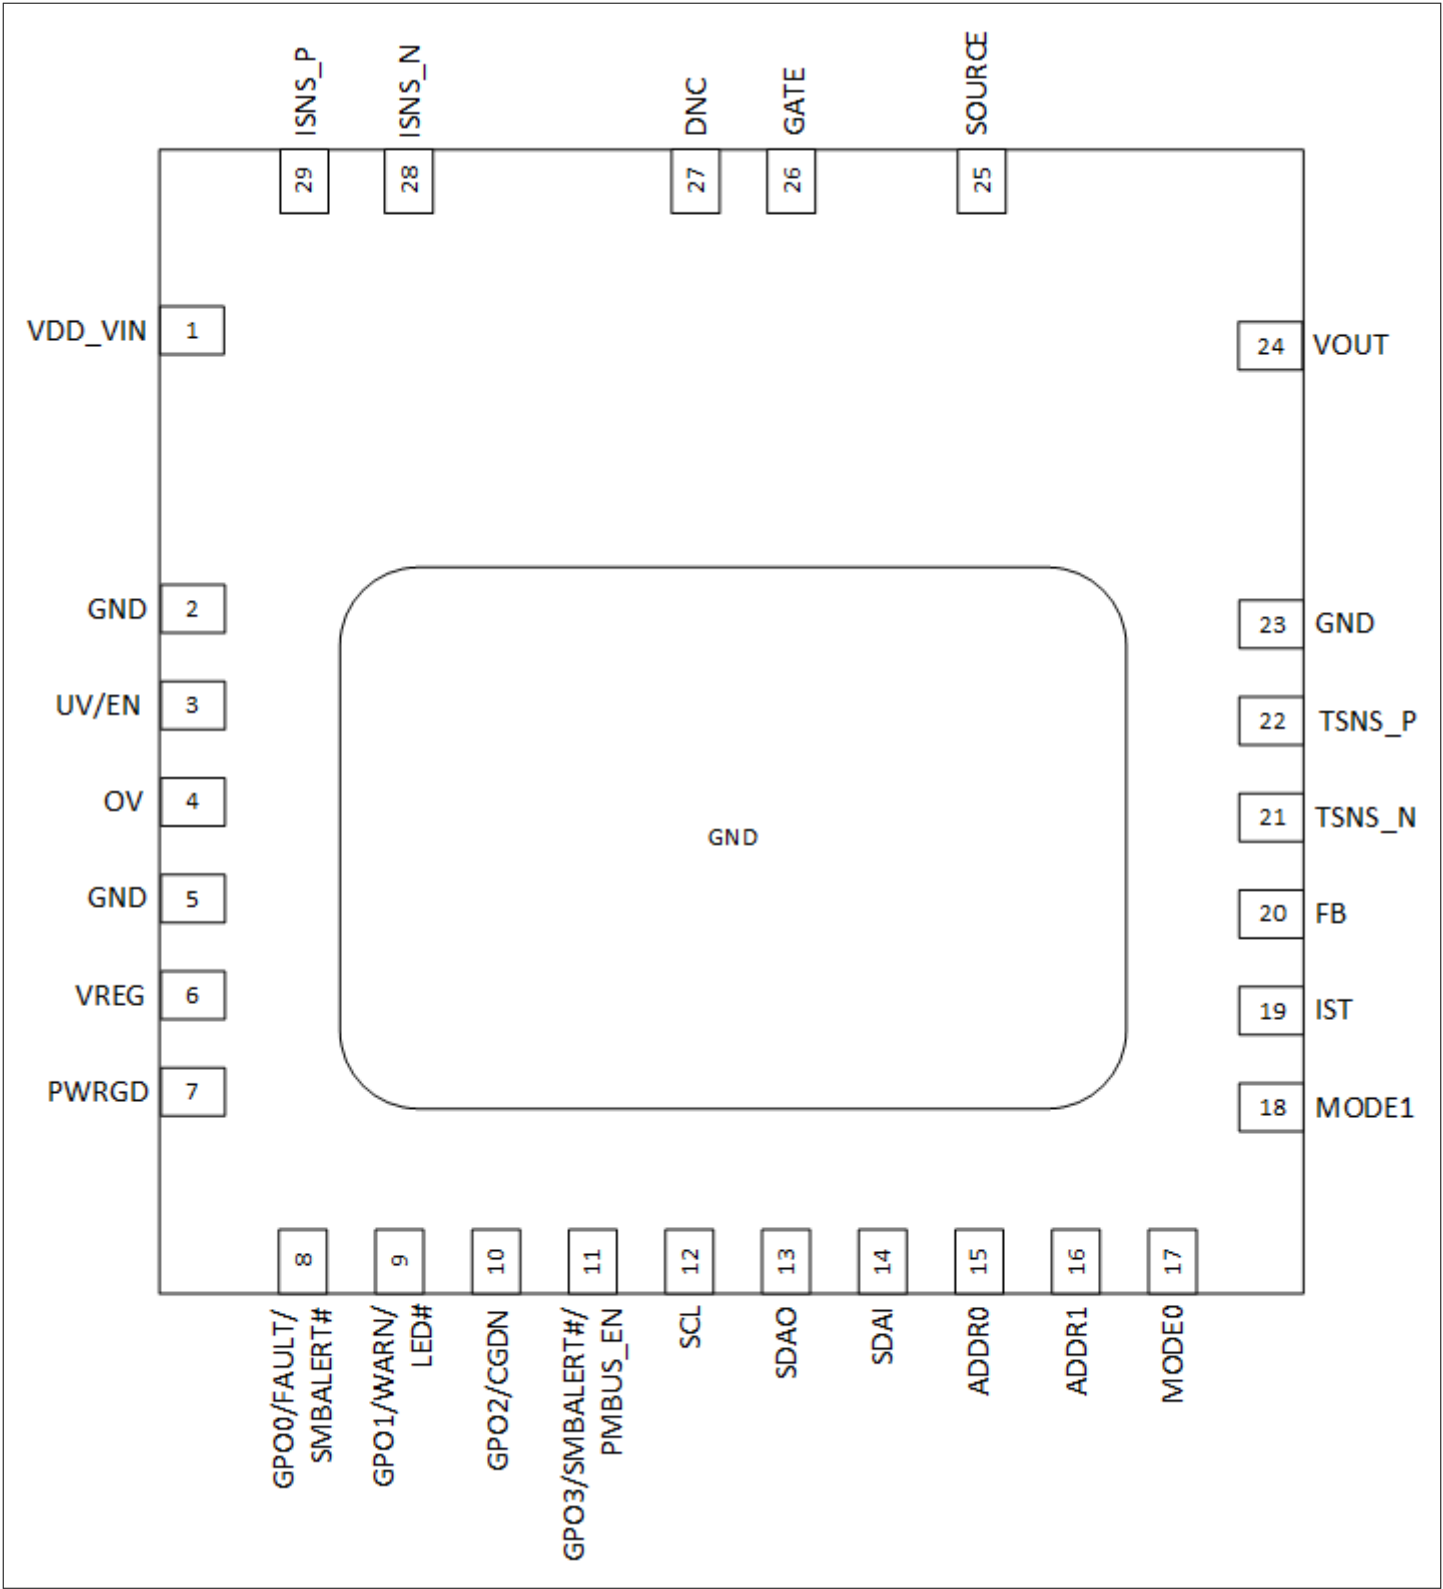 ISNS_P
ISNS_N
DNC
GATE
SOURCE
29
28
27
26
25
VDD_VIN 1
24 VOUT
GND 2
23 GND
UV/EN 3
22 TSNS_P
OV 4
21 TSNS_N
GND
GND 5
20 FB
VREG 6
19 IST
PWRGD 7
18 MODE1
8
9
10
11
12
13
14
15
16
17
GPO0/FAULT/
SMBALERT#
GPO1/WARN/
LED#
GPO2/CGDN
GPO3/SMBALERT#/
PMBUS_EN
SCL
SDAO
SDAI
ADDR0
ADDR1
MODE0